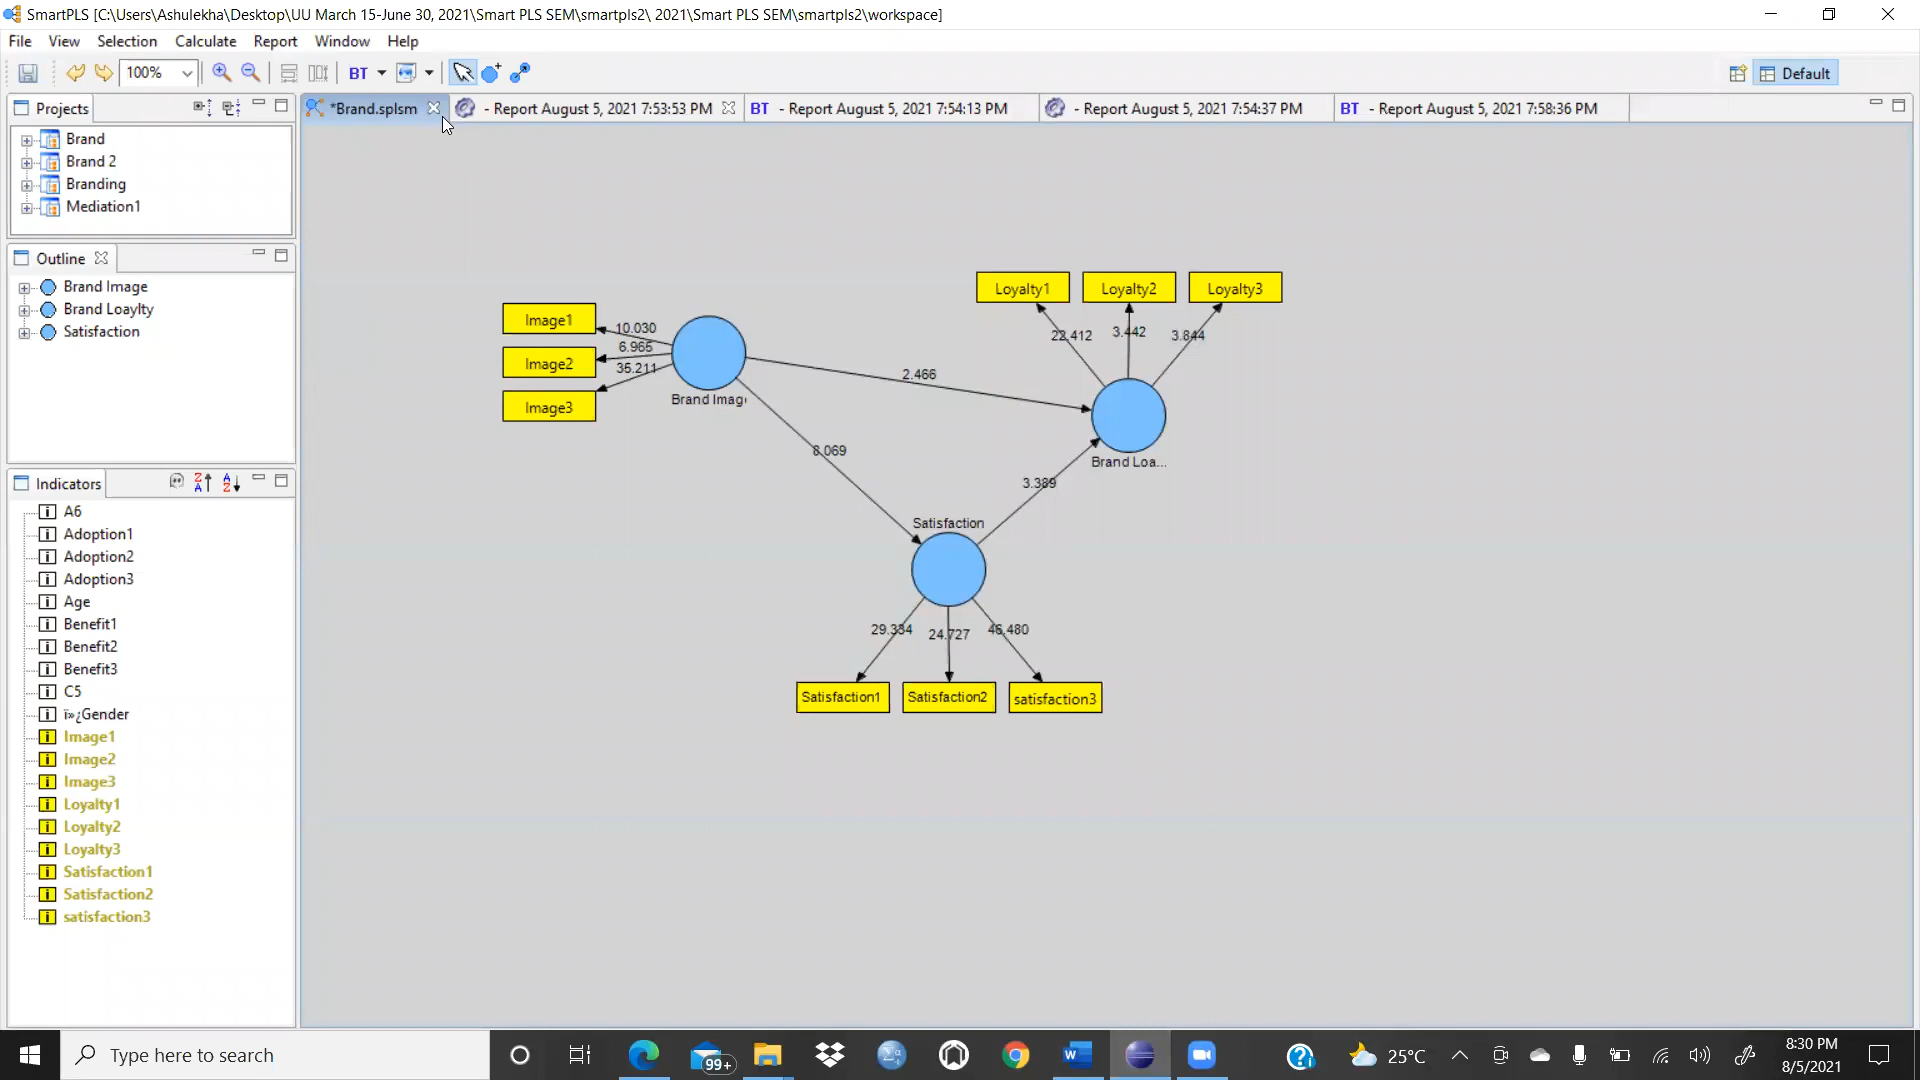 SmartPLS [C:\Users\Ashulekha\Desktop\UU March 15-June 30, 2021\Smart PLS SEM\smartpls2\ 2021\Smart PLS SEM\smartpls2\workspace]
File View Selection Calculate Report Window Help
100% BT Default
Projects
*Brand.splsm - Report August 5, 2021 7:53:53 PM BT - Report August 5, 2021 7:54:13 PM - Report August 5, 2021 7:54:37 PM BT - Report August 5, 2021 7:58:36 PM
Brand
Brand 2
Branding
Mediation1
Outline
Brand Image
Brand Loaylty
Satisfaction
Indicators
A6
Adoption1
Adoption2
Adoption3
Age
Benefit1
Benefit2
Benefit3
C5
ï»¿Gender
Image1
Image2
Image3
Loyalty1
Loyalty2
Loyalty3
Satisfaction1
Satisfaction2
satisfaction3
Loyalty1 Loyalty2 Loyalty3
22.412 3.442 3.844
Image1 10.030
Image2 6.965
Image3 35.211
Brand Imag
2.466
Brand Loa...
8.069
3.389
Satisfaction
29.334 24.727 46.480
Satisfaction1 Satisfaction2 satisfaction3
Type here to search
99+
25°C
8:30 PM
8/5/2021